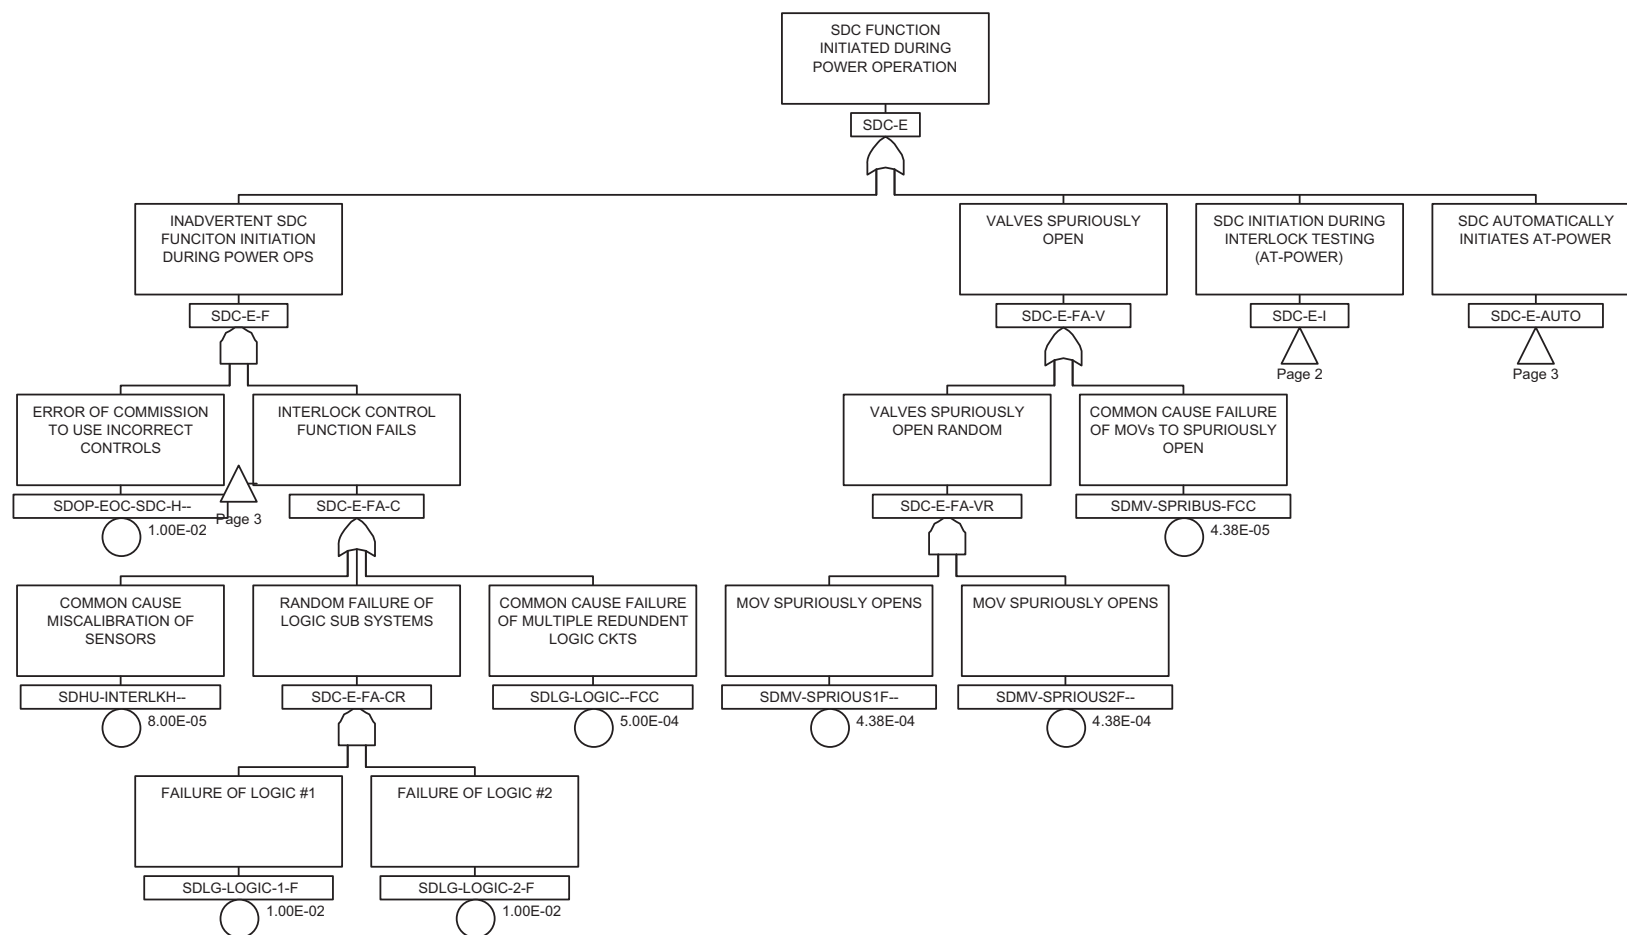 SDC FUNCTION
INITIATED DURING
POWER OPERATION
SDC-E
INADVERTENT SDC
FUNCITON INITIATION
DURING POWER OPS
SDC-E-F
VALVES SPURIOUSLY
OPEN
SDC-E-FA-V
SDC INITIATION DURING
INTERLOCK TESTING
(AT-POWER)
SDC-E-I
Page 2
SDC AUTOMATICALLY
INITIATES AT-POWER
SDC-E-AUTO
Page 3
ERROR OF COMMISSION
TO USE INCORRECT
CONTROLS
SDOP-EOC-SDC-H--
1.00E-02
Page 3
INTERLOCK CONTROL
FUNCTION FAILS
SDC-E-FA-C
VALVES SPURIOUSLY
OPEN RANDOM
SDC-E-FA-VR
COMMON CAUSE FAILURE
OF MOVs TO SPURIOUSLY
OPEN
SDMV-SPRIBUS-FCC
4.38E-05
COMMON CAUSE
MISCALIBRATION OF
SENSORS
SDHU-INTERLKH--
8.00E-05
RANDOM FAILURE OF
LOGIC SUB SYSTEMS
SDC-E-FA-CR
COMMON CAUSE FAILURE
OF MULTIPLE REDUNDENT
LOGIC CKTS
SDLG-LOGIC--FCC
5.00E-04
MOV SPURIOUSLY OPENS
SDMV-SPRIOUS1F--
4.38E-04
MOV SPURIOUSLY OPENS
SDMV-SPRIOUS2F--
4.38E-04
FAILURE OF LOGIC #1
SDLG-LOGIC-1-F
1.00E-02
FAILURE OF LOGIC #2
SDLG-LOGIC-2-F
1.00E-02